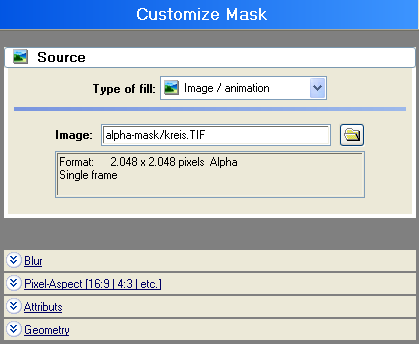 Customize Mask
Source
Type of fill: Image / animation
Image: alpha-mask/kreis.TIF
Format: 2.048 x 2.048 pixels Alpha
Single frame
Blur
Pixel-Aspect [16:9 | 4:3 | etc.]
Attributs
Geometry